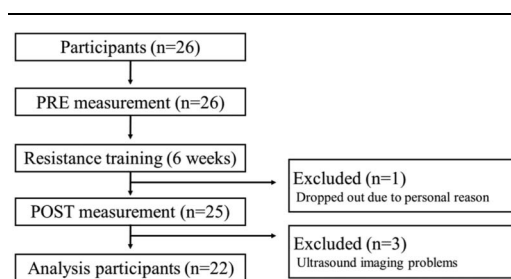 Participants (n=26)
PRE measurement (n=26)
Resistance training (6 weeks)
Excluded (n=1)
Dropped out due to personal reason
POST measurement (n=25)
Excluded (n=3)
Ultrasound imaging problems
Analysis participants (n=22)